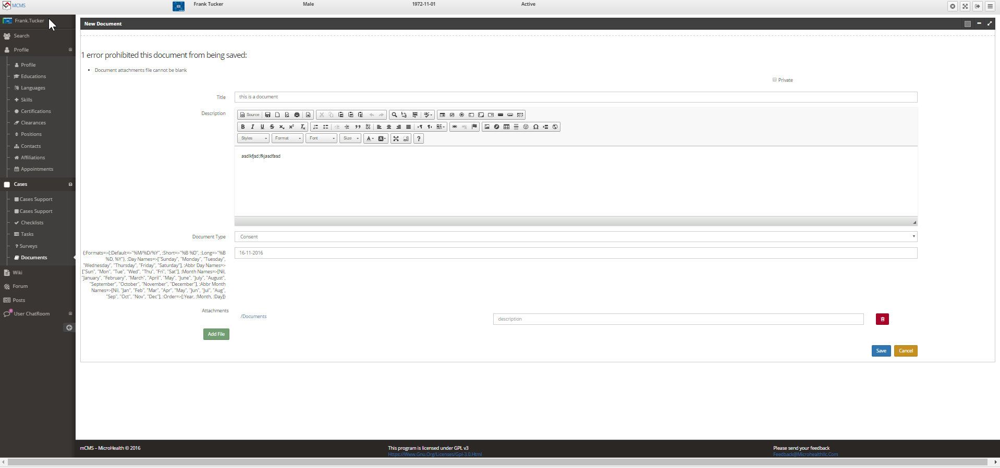 MCMS
Frank Tucker Male 1972-11-01 Active
Frank.Tucker
Search
Profile
Profile
Educations
Languages
Skills
Certifications
Clearances
Positions
Contacts
Affiliations
Appointments
Cases
Cases Support
Cases Support
Checklists
Tasks
Surveys
Documents
Wiki
Forum
Posts
User ChatRoom
New Document
1 error prohibited this document from being saved:
Document attachments file cannot be blank
Private
Title this is a document
Description
Source
Styles Format Font Size
asdlkfjsd;lfkjasdfasd
Document Type Consent
{:Formats=>{:Default=>"%M/%D/%Y", :Short=>"%B %D", :Long=>"%B
%D, %Y"}, :Day Names=>["Sunday", "Monday", "Tuesday",
"Wednesday", "Thursday", "Friday", "Saturday"], :Abbr Day Names=>
["Sun", "Mon", "Tue", "Wed", "Thu", "Fri", "Sat"], :Month Names=>[Nil,
"January", "February", "March", "April", "May", "June", "July", "August",
"September", "October", "November", "December"], :Abbr Month
Names=>[Nil, "Jan", "Feb", "Mar", "Apr", "May", "Jun", "Jul", "Aug",
"Sep", "Oct", "Nov", "Dec"], :Order=>[:Year, :Month, :Day]}
16-11-2016
Attachments
/Documents
description
Add File
Save Cancel
mCMS – MicroHealth © 2016
This program is licensed under GPL v3
Https://Www.Gnu.Org/Licenses/Gpl-3.0.Html
Please send your feedback
Feedback@Microhealthllc.Com